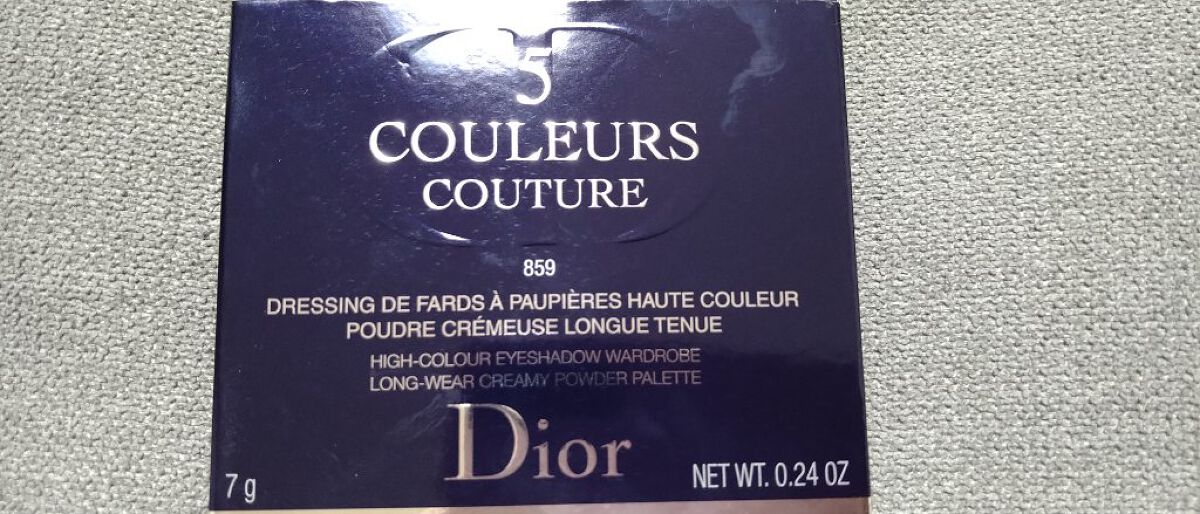 5
COULEURS
COUTURE
859
DRESSING DE FARDS À PAUPIÈRES HAUTE COULEUR
POUDRE CRÉMEUSE LONGUE TENUE
HIGH-COLOUR EYESHADOW WARDROBE
LONG-WEAR CREAMY POWDER PALETTE
Dior
7 g
NET WT. 0.24 OZ